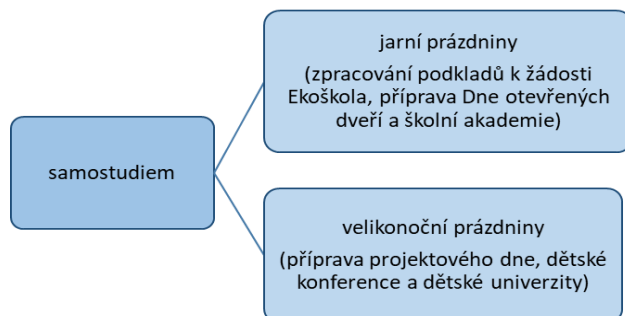 samostudiem
jarní prázdniny
(zpracování podkladů k žádosti
Ekoškola, příprava Dne otevřených
dveří a školní akademie)
velikonoční prázdniny
(příprava projektového dne, dětské
konference a dětské univerzity)